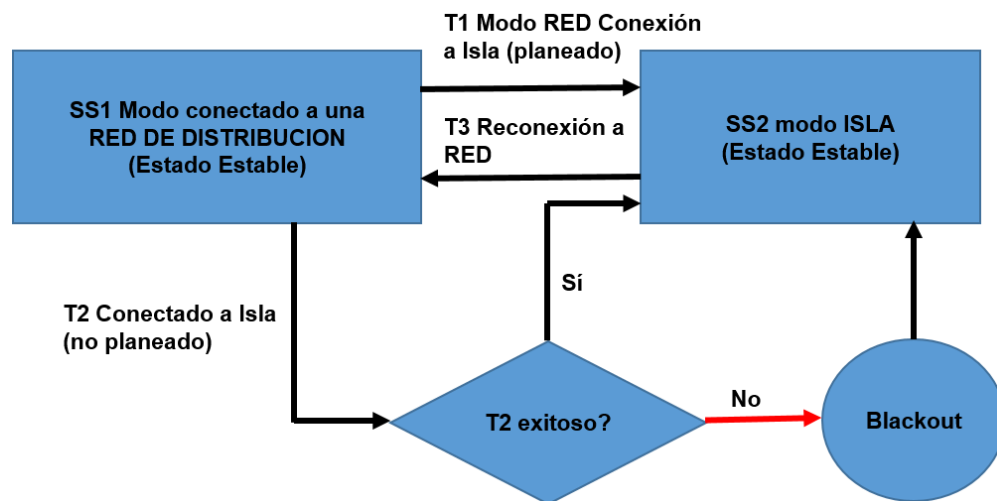 T1 Modo RED Conexión
a Isla (planeado)
SS1 Modo conectado a una
RED DE DISTRIBUCION
(Estado Estable)
T3 Reconexión a
RED
SS2 modo ISLA
(Estado Estable)
T2 Conectado a Isla
(no planeado)
Sí
T2 exitoso?
No
Blackout